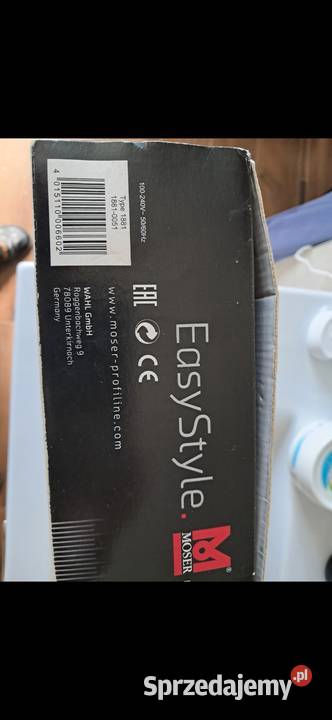 EasyStyle.
MOSER
®
EAC
CE
www.moser-profiline.com
100-240V~ 50/60Hz
Type 1881
1881-0051
4015110006602
WAHL GmbH
Roggenbachweg 9
78089 Unterkirnach
Germany
Sprzedajemy.pl